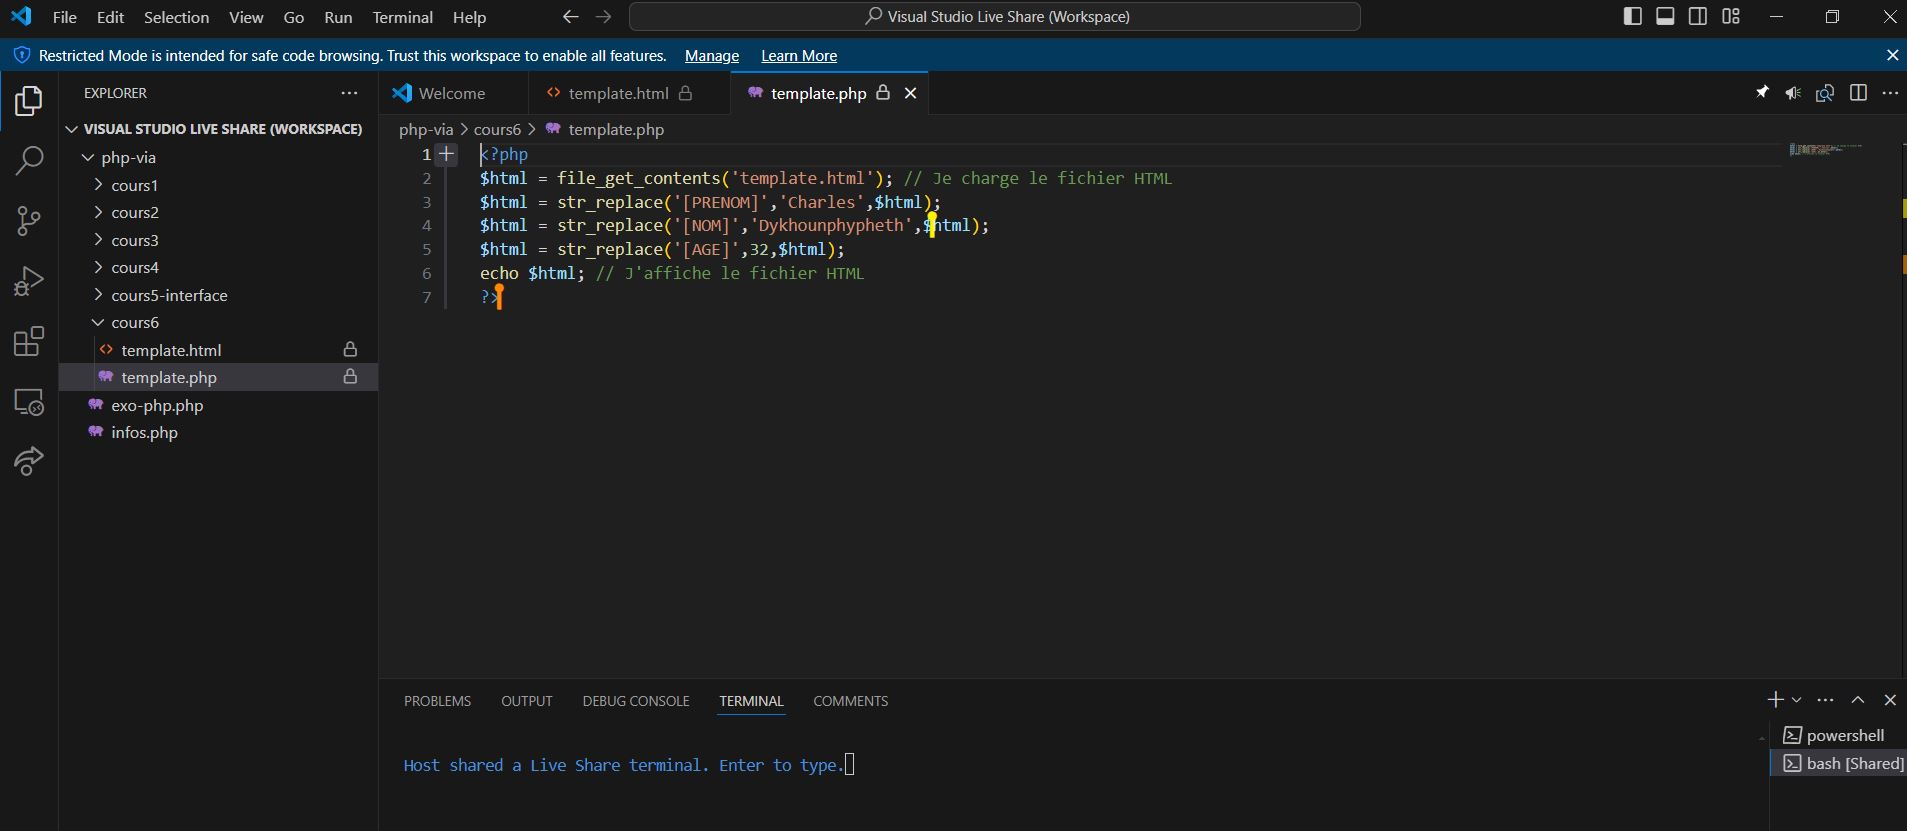 File Edit Selection View Go Run Terminal Help
Visual Studio Live Share (Workspace)
Restricted Mode is intended for safe code browsing. Trust this workspace to enable all features. Manage Learn More
EXPLORER
VISUAL STUDIO LIVE SHARE (WORKSPACE)
php-via
cours1
cours2
cours3
cours4
cours5-interface
cours6
template.html
template.php
exo-php.php
infos.php
Welcome
template.html
template.php
php-via > cours6 > template.php
1 <?php
2 $html = file_get_contents('template.html'); // Je charge le fichier HTML
3 $html = str_replace('[PRENOM]','Charles',$html);
4 $html = str_replace('[NOM]','Dykhounphypheth',$html);
5 $html = str_replace('[AGE]',32,$html);
6 echo $html; // J'affiche le fichier HTML
7 ?>
PROBLEMS OUTPUT DEBUG CONSOLE TERMINAL COMMENTS
Host shared a Live Share terminal. Enter to type.
powershell
bash [Shared]